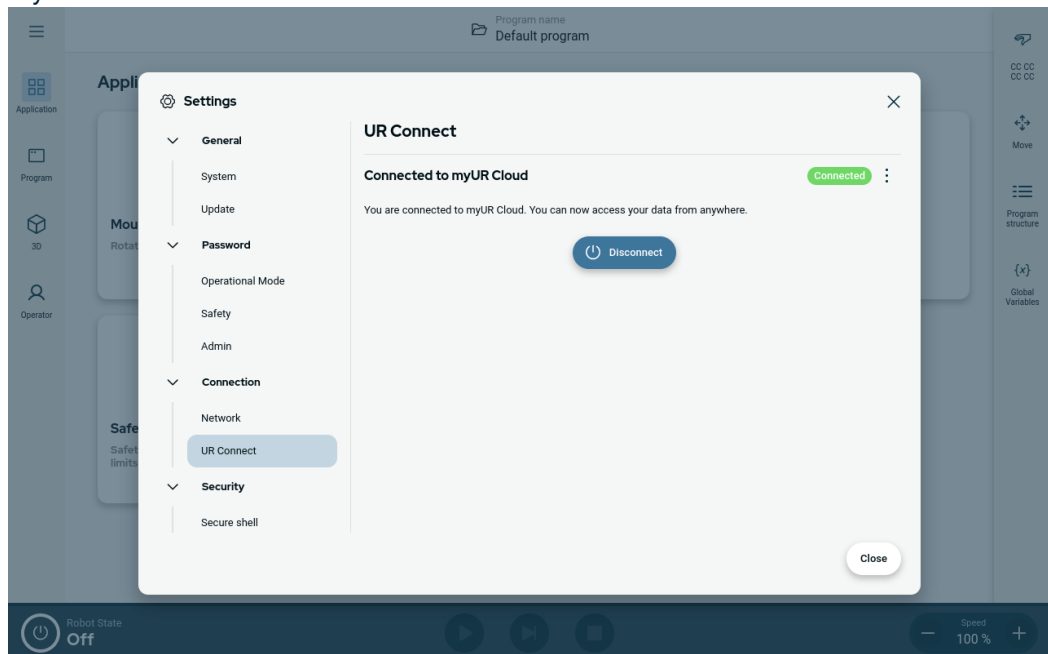 Program name
Default program
Application
Program
3D
Operator
Appli
Mou
Rotat
Safe
Safet
limits
Settings
General
System
Update
Password
Operational Mode
Safety
Admin
Connection
Network
UR Connect
Security
Secure shell
UR Connect
Connected to myUR Cloud
Connected
You are connected to myUR Cloud. You can now access your data from anywhere.
Disconnect
Close
CC CC
CC CC
Move
Program
structure
{x}
Global
Variables
Robot State
Off
Speed
100 %